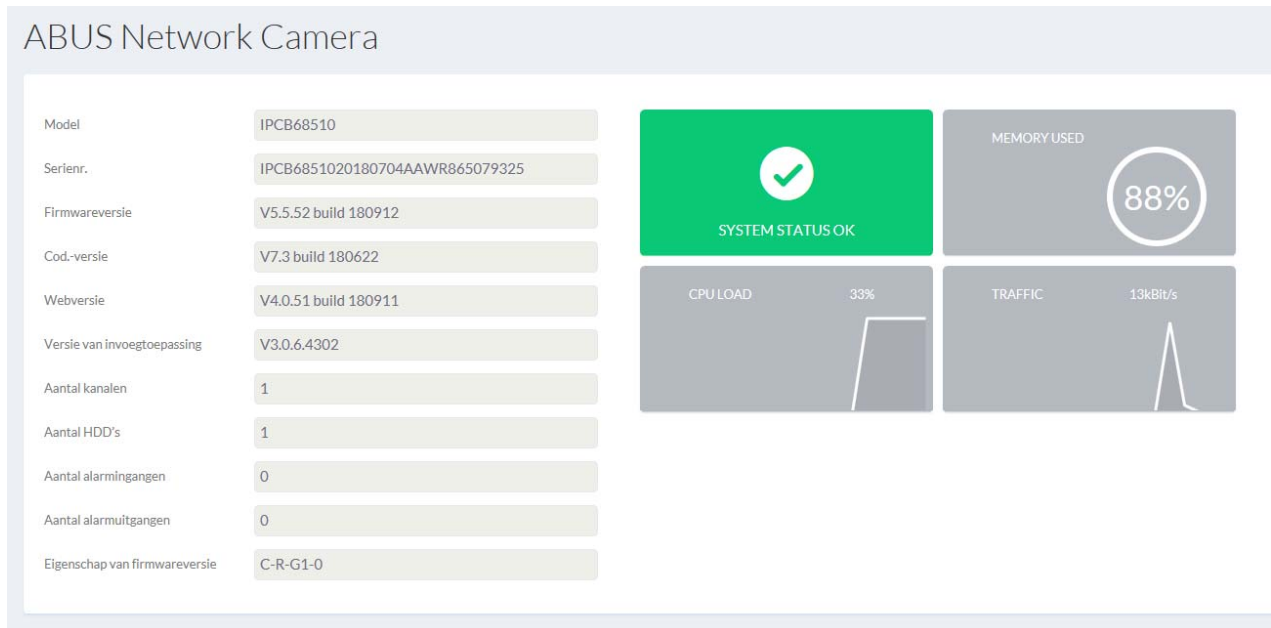 ABUS Network Camera
Model IPCB68510
Serienr. IPCB6851020180704AAWR865079325
Firmwareversie V5.5.52 build 180912
Cod.-versie V7.3 build 180622
Webversie V4.0.51 build 180911
Versie van invoegtoepassing V3.0.6.4302
Aantal kanalen 1
Aantal HDD's 1
Aantal alarmingangen 0
Aantal alarmuitgangen 0
Eigenschap van firmwareversie C-R-G1-0
SYSTEM STATUS OK
MEMORY USED
88%
CPU LOAD 33%
TRAFFIC 13kBit/s